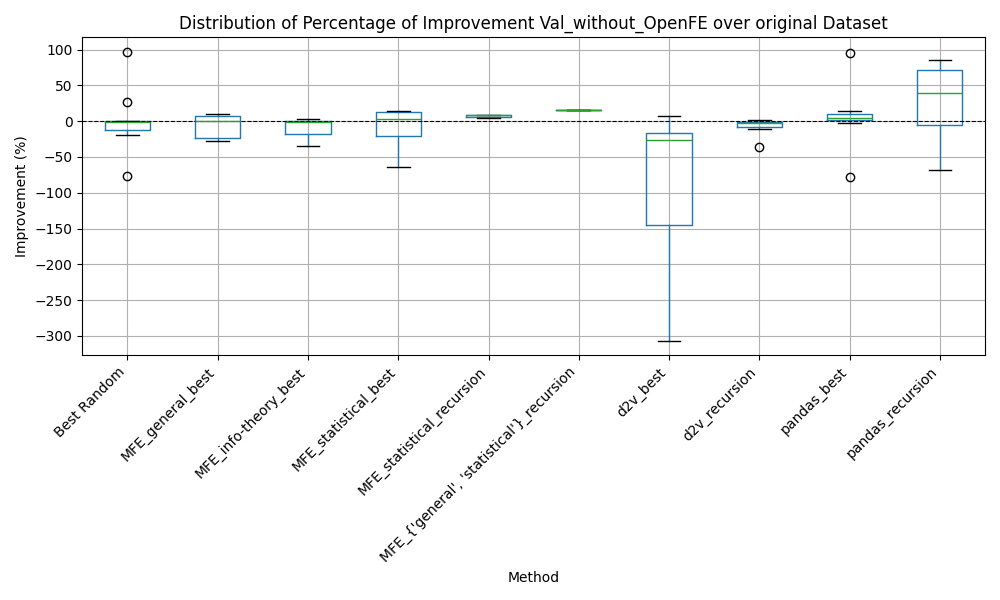 Distribution of Percentage of Improvement Val_without_OpenFE over original Dataset
Improvement (%)
100
50
0
−50
−100
−150
−200
−250
−300
Best Random
MFE_general_best
MFE_info-theory_best
MFE_statistical_best
MFE_statistical_recursion
MFE_{'general', 'statistical'}_recursion
d2v_best
d2v_recursion
pandas_best
pandas_recursion
Method